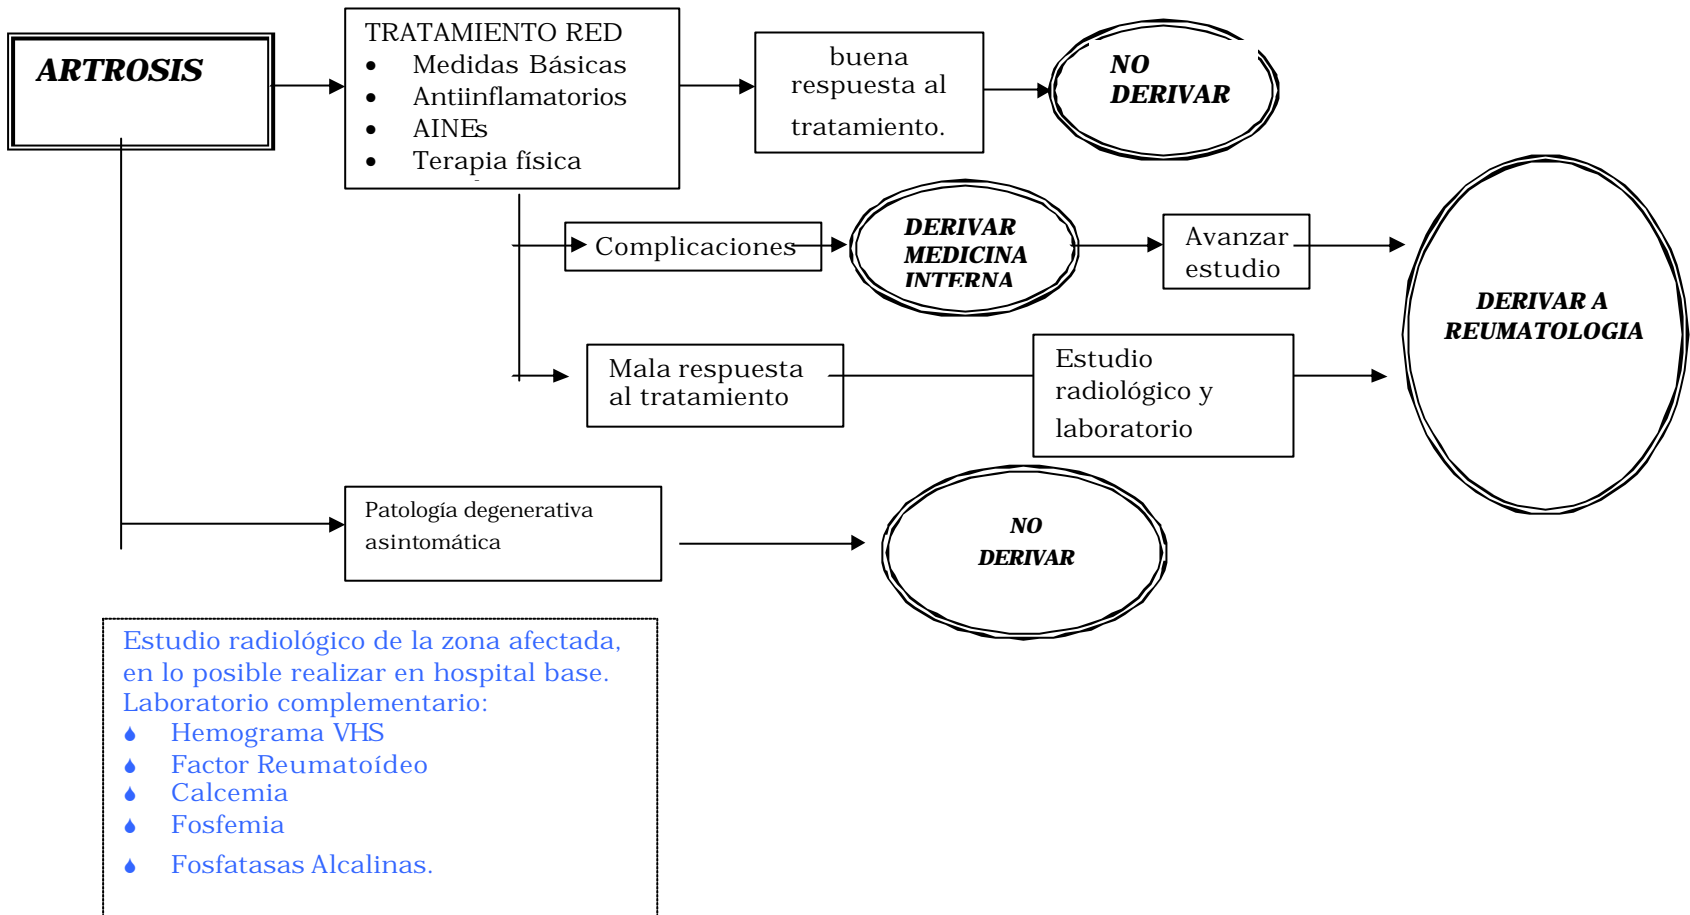 ARTROSIS
TRATAMIENTO RED
• Medidas Básicas
• Antiinflamatorios
• AINEs
• Terapia física
buena
respuesta al
tratamiento.
NO
DERIVAR
Complicaciones
DERIVAR
MEDICINA
INTERNA
Avanzar
estudio
DERIVAR A
REUMATOLOGIA
Mala respuesta
al tratamiento
Estudio
radiológico y
laboratorio
Patología degenerativa
asintomática
NO
DERIVAR
Estudio radiológico de la zona afectada,
en lo posible realizar en hospital base.
Laboratorio complementario:
Hemograma VHS
Factor Reumatoídeo
Calcemia
Fosfemia
Fosfatasas Alcalinas.